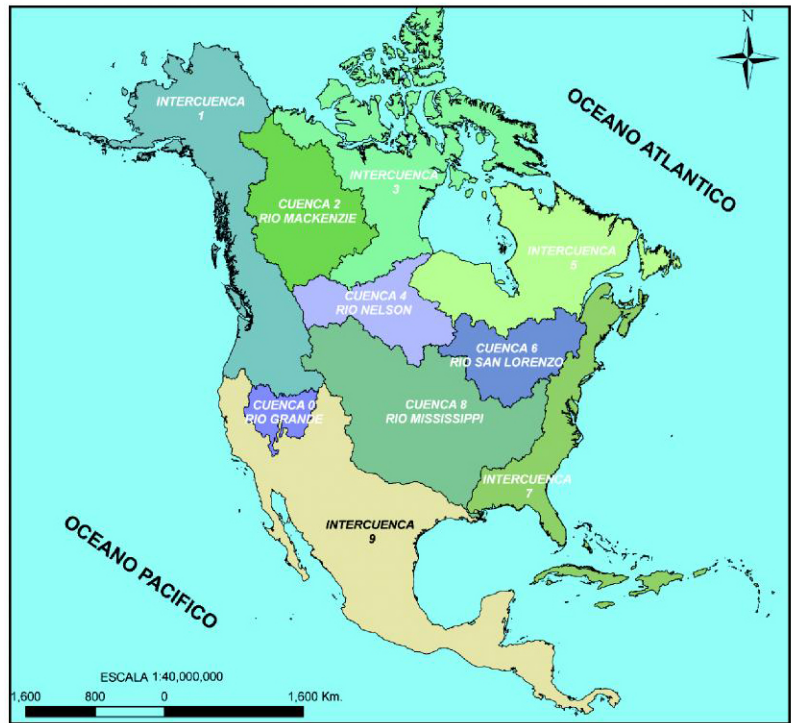 N
OCEANO ATLANTICO
INTERCUENCA
1
INTERCUENCA
3
CUENCA 2
RIO MACKENZIE
INTERCUENCA
5
CUENCA 4
RIO NELSON
CUENCA 6
RIO SAN LORENZO
CUENCA 0
RIO GRANDE
CUENCA 8
RIO MISSISSIPPI
INTERCUENCA
7
INTERCUENCA
9
OCEANO PACIFICO
ESCALA 1:40,000,000
1,600 800 0 1,600 Km.